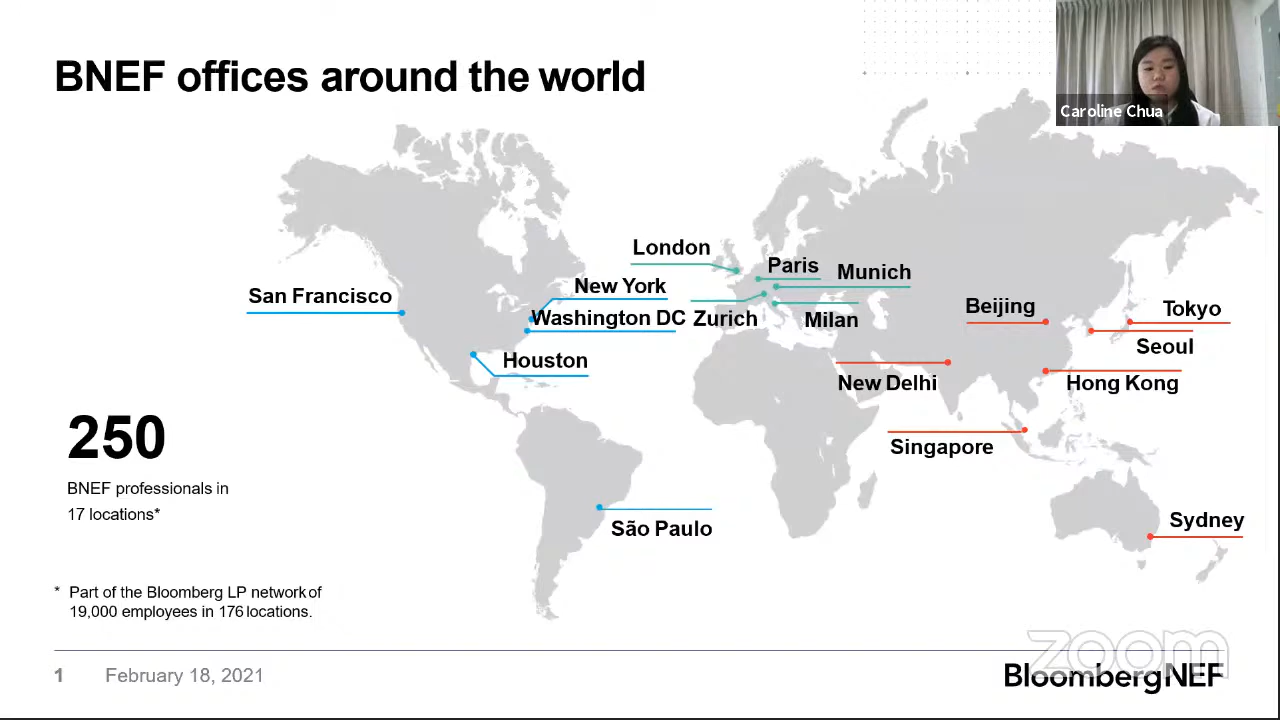 BNEF offices around the world
Caroline Chua
London
Paris
Munich
San Francisco
New York
Washington DC
Zurich
Milan
Beijing
Tokyo
Seoul
Houston
New Delhi
Hong Kong
250
BNEF professionals in
17 locations*
Singapore
São Paulo
Sydney
* Part of the Bloomberg LP network of
19,000 employees in 176 locations.
zoom
1 February 18, 2021
BloombergNEF